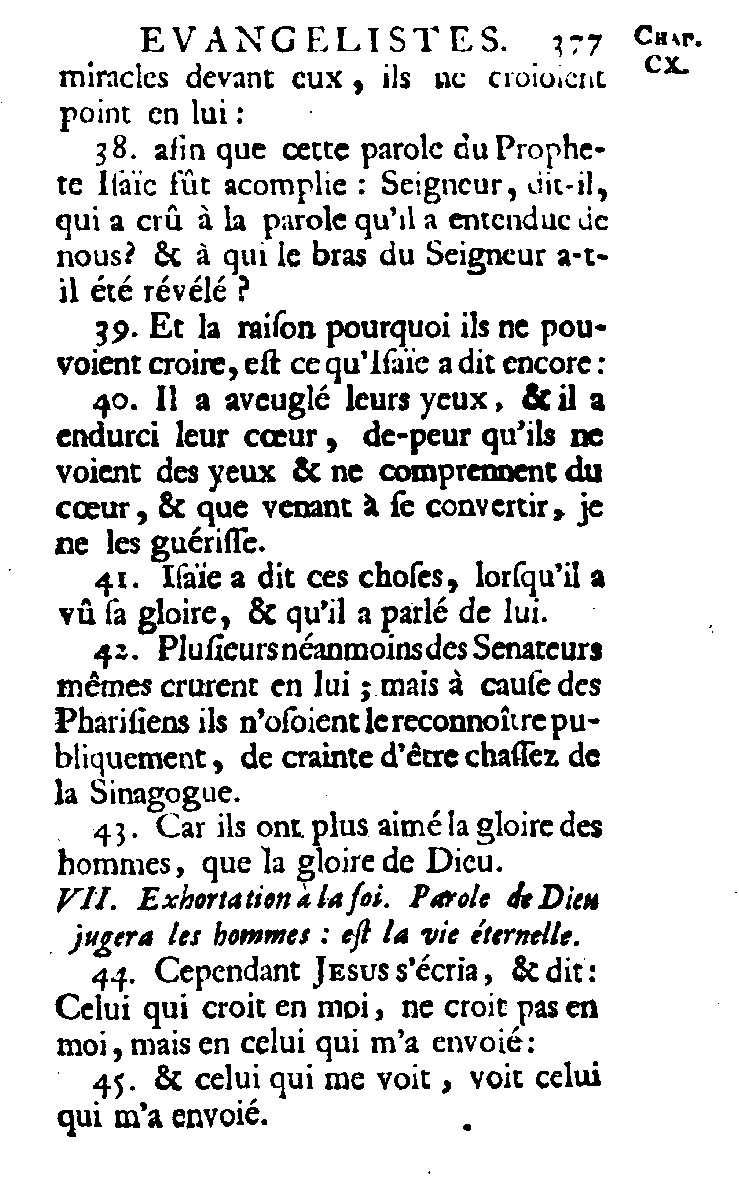 EVANGELISTES. 377 CHAP.
CX.
miracles devant eux, ils ne croioient
point en lui :
38. afin que cette parole du Prophe-
te Iſaïe fût acomplie : Seigneur, dit-il,
qui a crû à la parole qu'il a entendue de
nous? & à qui le bras du Seigneur a-t-
il été révélé ?
39. Et la raiſon pourquoi ils ne pou-
voient croire, eſt ce qu'Iſaïe a dit encore :
40. Il a aveuglé leurs yeux, & il a
endurci leur cœur, de-peur qu'ils ne
voient des yeux & ne comprennent du
cœur, & que venant à ſe convertir, je
ne les guériſſe.
41. Iſaïe a dit ces choſes, lorſqu'il a
vû ſa gloire, & qu'il a parlé de lui.
42. Pluſieurs néanmoins des Senateurs
mêmes crurent en lui ; mais à cauſe des
Phariſiens ils n'oſoient le reconnoître pu-
bliquement, de crainte d'être chaſſez de
la Sinagogue.
43. Car ils ont plus aimé la gloire des
hommes, que la gloire de Dieu.
VII. Exhortation à la foi. Parole de Dieu
jugera les hommes : eſt la vie éternelle.
44. Cependant JESUS s'écria, & dit :
Celui qui croit en moi, ne croit pas en
moi, mais en celui qui m'a envoié :
45. & celui qui me voit, voit celui
qui m'a envoié.